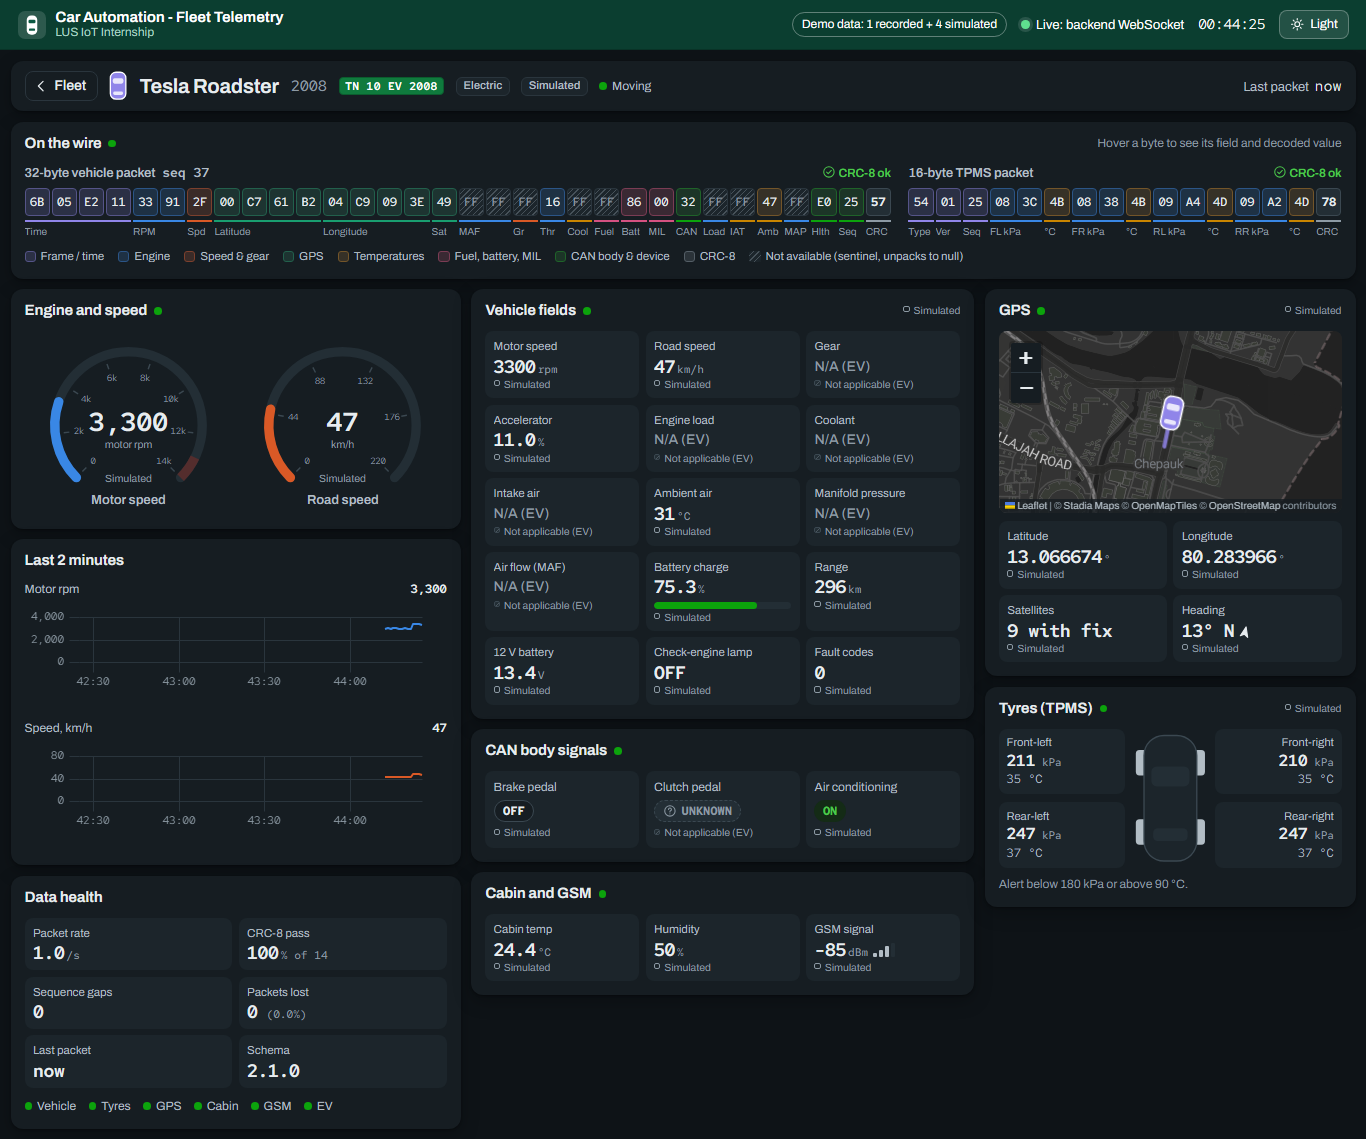 Car Automation - Fleet Telemetry
LUS IoT Internship
Demo data: 1 recorded + 4 simulated
Live: backend WebSocket
00:44:25
Light
Fleet
Tesla Roadster 2008
TN 10 EV 2008
Electric
Simulated
Moving
Last packet now
On the wire
Hover a byte to see its field and decoded value
32-byte vehicle packet seq 37
CRC-8 ok
6B 05 E2 11 33 91 2F 00 C7 61 B2 04 C9 09 3E 49 FF FF FF 16 FF FF 86 00 32 FF FF 47 FF E0 25 57
Time RPM Spd Latitude Longitude Sat MAF Gr Thr Cool Fuel Batt MIL CAN Load IAT Amb MAP Hlth Seq CRC
16-byte TPMS packet
CRC-8 ok
54 01 25 08 3C 4B 08 38 4B 09 A4 4D 09 A2 4D 78
Type Ver Seq FL kPa °C FR kPa °C RL kPa °C RR kPa °C CRC
Frame / time
Engine
Speed & gear
GPS
Temperatures
Fuel, battery, MIL
CAN body & device
CRC-8
Not available (sentinel, unpacks to null)
Engine and speed
0 2k 4k 6k 8k 10k 12k 14k
3,300
motor rpm
Simulated
Motor speed
0 44 88 132 176 220
47
km/h
Simulated
Road speed
Last 2 minutes
Motor rpm 3,300
4,000
2,000
0
42:30 43:00 43:30 44:00
Speed, km/h 47
80
40
0
42:30 43:00 43:30 44:00
Data health
Packet rate
1.0 /s
CRC-8 pass
100 % of 14
Sequence gaps
0
Packets lost
0 (0.0%)
Last packet
now
Schema
2.1.0
Vehicle Tyres GPS Cabin GSM EV
Vehicle fields
Simulated
Motor speed
3300 rpm
Simulated
Road speed
47 km/h
Simulated
Gear
N/A (EV)
Not applicable (EV)
Accelerator
11.0 %
Simulated
Engine load
N/A (EV)
Not applicable (EV)
Coolant
N/A (EV)
Not applicable (EV)
Intake air
N/A (EV)
Not applicable (EV)
Ambient air
31 °C
Simulated
Manifold pressure
N/A (EV)
Not applicable (EV)
Air flow (MAF)
N/A (EV)
Not applicable (EV)
Battery charge
75.3 %
Simulated
Range
296 km
Simulated
12 V battery
13.4 V
Simulated
Check-engine lamp
OFF
Simulated
Fault codes
0
Simulated
CAN body signals
Brake pedal
OFF
Simulated
Clutch pedal
UNKNOWN
Not applicable (EV)
Air conditioning
ON
Simulated
Cabin and GSM
Cabin temp
24.4 °C
Simulated
Humidity
50 %
Simulated
GSM signal
-85 dBm
Simulated
GPS
Simulated
+
−
LAJAH ROAD
Chepauk
Leaflet | © Stadia Maps © OpenMapTiles © OpenStreetMap contributors
Latitude
13.066674 °
Simulated
Longitude
80.283966 °
Simulated
Satellites
9 with fix
Simulated
Heading
13° N
Simulated
Tyres (TPMS)
Simulated
Front-left
211 kPa
35 °C
Front-right
210 kPa
35 °C
Rear-left
247 kPa
37 °C
Rear-right
247 kPa
37 °C
Alert below 180 kPa or above 90 °C.